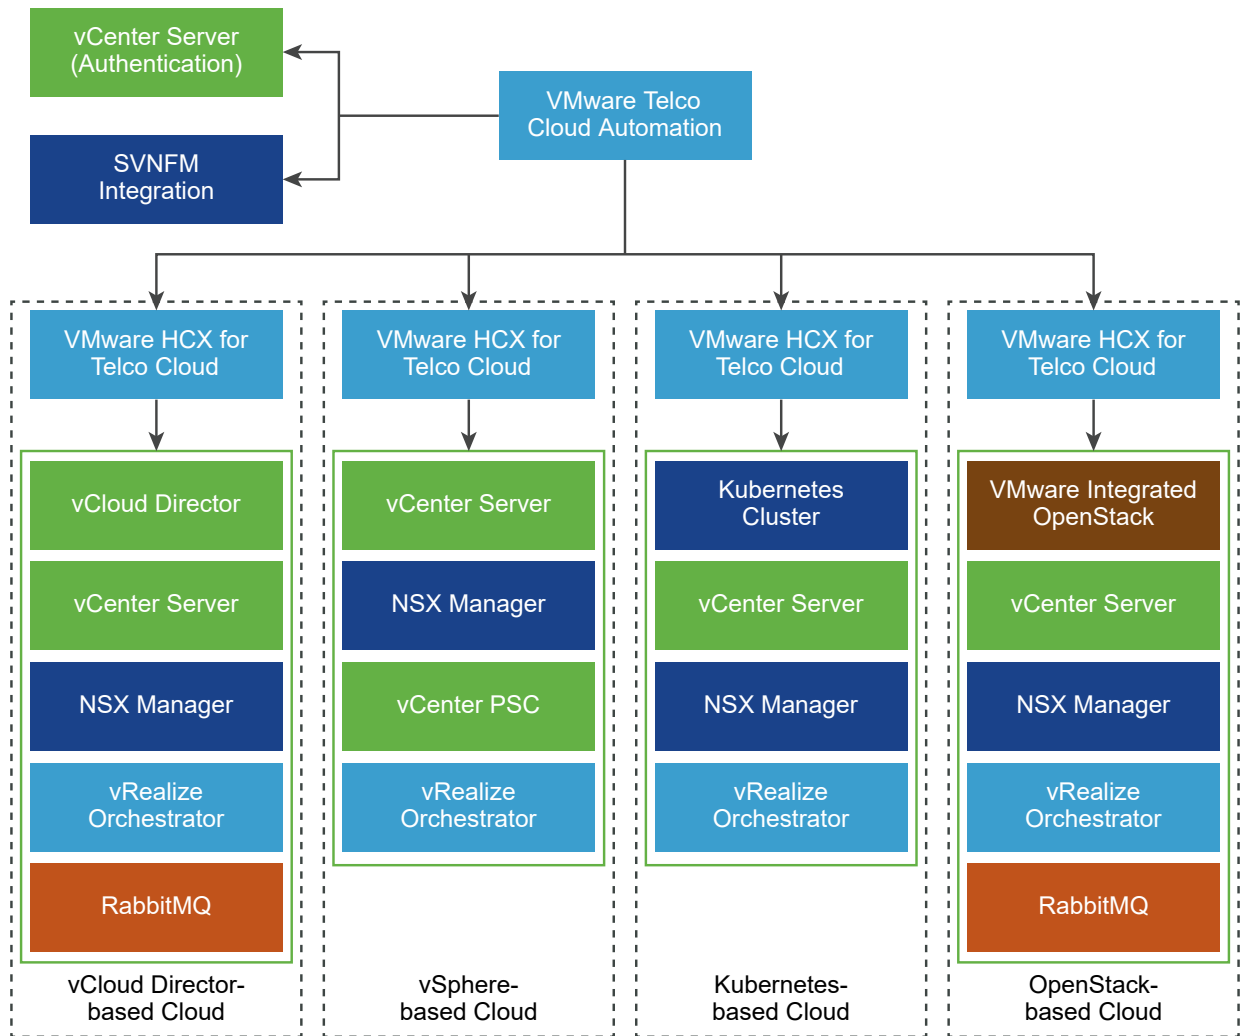 vCenter Server
(Authentication)
VMware Telco
Cloud Automation
SVNFM
Integration
VMware HCX for
Telco Cloud
vCloud Director
vCenter Server
NSX Manager
vRealize
Orchestrator
RabbitMQ
vCloud Director-
based Cloud
VMware HCX for
Telco Cloud
vCenter Server
NSX Manager
vCenter PSC
vRealize
Orchestrator
vSphere-
based Cloud
VMware HCX for
Telco Cloud
Kubernetes
Cluster
vCenter Server
NSX Manager
vRealize
Orchestrator
Kubernetes-
based Cloud
VMware HCX for
Telco Cloud
VMware Integrated
OpenStack
vCenter Server
NSX Manager
vRealize
Orchestrator
RabbitMQ
OpenStack-
based Cloud